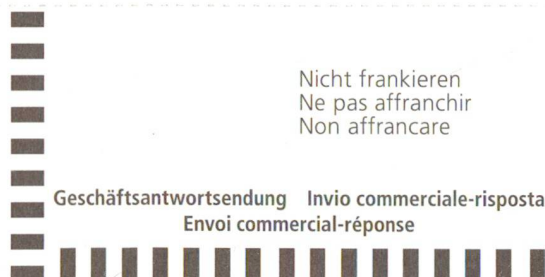 Nicht frankieren
Ne pas affranchir
Non affrancare
Geschäftsantwortsendung Invio commerciale-risposta
Envoi commercial-réponse